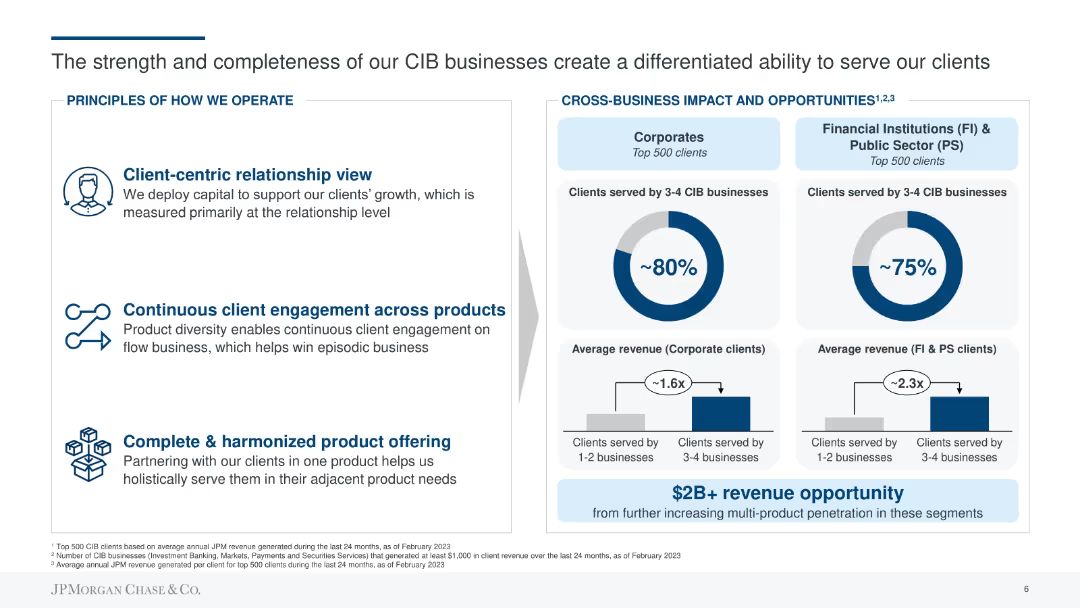 The strength and completeness of our CIB businesses create a differentiated ability to serve our clients
PRINCIPLES OF HOW WE OPERATE
Client-centric relationship view
We deploy capital to support our clients' growth, which is
measured primarily at the relationship level
Continuous client engagement across products
Product diversity enables continuous client engagement on
flow business, which helps win episodic business
Complete & harmonized product offering
Partnering with our clients in one product helps us
holistically serve them in their adjacent product needs
CROSS-BUSINESS IMPACT AND OPPORTUNITIES¹,²,³
Corporates
Top 500 clients
Clients served by 3-4 CIB businesses
~80%
Average revenue (Corporate clients)
~1.6x
Clients served by
1-2 businesses
Clients served by
3-4 businesses
Financial Institutions (FI) &
Public Sector (PS)
Top 500 clients
Clients served by 3-4 CIB businesses
~75%
Average revenue (FI & PS clients)
~2.3x
Clients served by
1-2 businesses
Clients served by
3-4 businesses
$2B+ revenue opportunity
from further increasing multi-product penetration in these segments
¹ Top 500 CIB clients based on average annual JPM revenue generated during the last 24 months, as of February 2023
² Number of CIB businesses (Investment Banking, Markets, Payments and Securities Services) that generated at least $1,000 in client revenue over the last 24 months, as of February 2023
³ Average annual JPM revenue generated per client for top 500 clients during the last 24 months, as of February 2023
JPMORGAN CHASE & CO.
6